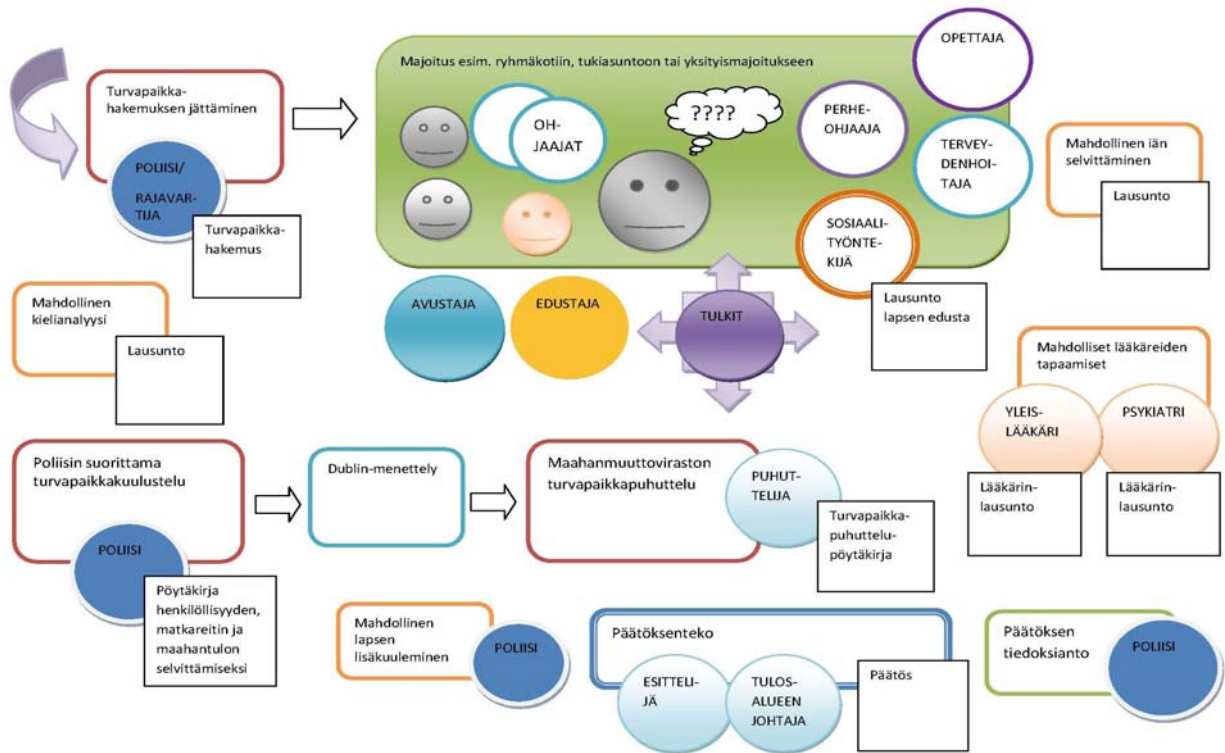 Turvapaikka-
hakemuksen jättäminen
POLIISI/
RAJAVAR-
TIJA
Turvapaikka-
hakemus
Majoitus esim. ryhmäkotiin, tukiasuntoon tai yksityismajoitukseen
OH-
JAAJAT
????
PERHE-
OHJAAJA
OPETTAJA
TERVEY-
DENHOI-
TAJA
SOSIAALI-
TYÖNTE-
KIJÄ
Lausunto
lapsen edusta
Mahdollinen iän
selvittäminen
Lausunto
Mahdollinen
kielianalyysi
Lausunto
AVUSTAJA
EDUSTAJA
TULKIT
Mahdolliset lääkäreiden
tapaamiset
YLEIS-
LÄÄKÄRI
PSYKIATRI
Lääkärin-
lausunto
Lääkärin-
lausunto
Poliisin suorittama
turvapaikkakuulustelu
POLIISI
Pöytäkirja
henkilöllisyyden,
matkareitin ja
maahantulon
selvittämiseksi
Dublin-menettely
Maahanmuuttoviraston
turvapaikkapuhuttelu
PUHUT-
TELIJA
Turvapaikka-
puhuttelu-
pöytäkirja
Mahdollinen
lapsen
lisäkuuleminen
POLIISI
Päätöksenteko
ESITTELI-
JÄ
TULOS-
ALUEEN
JOHTAJA
Päätös
Päätöksen
tiedoksianto
POLIISI